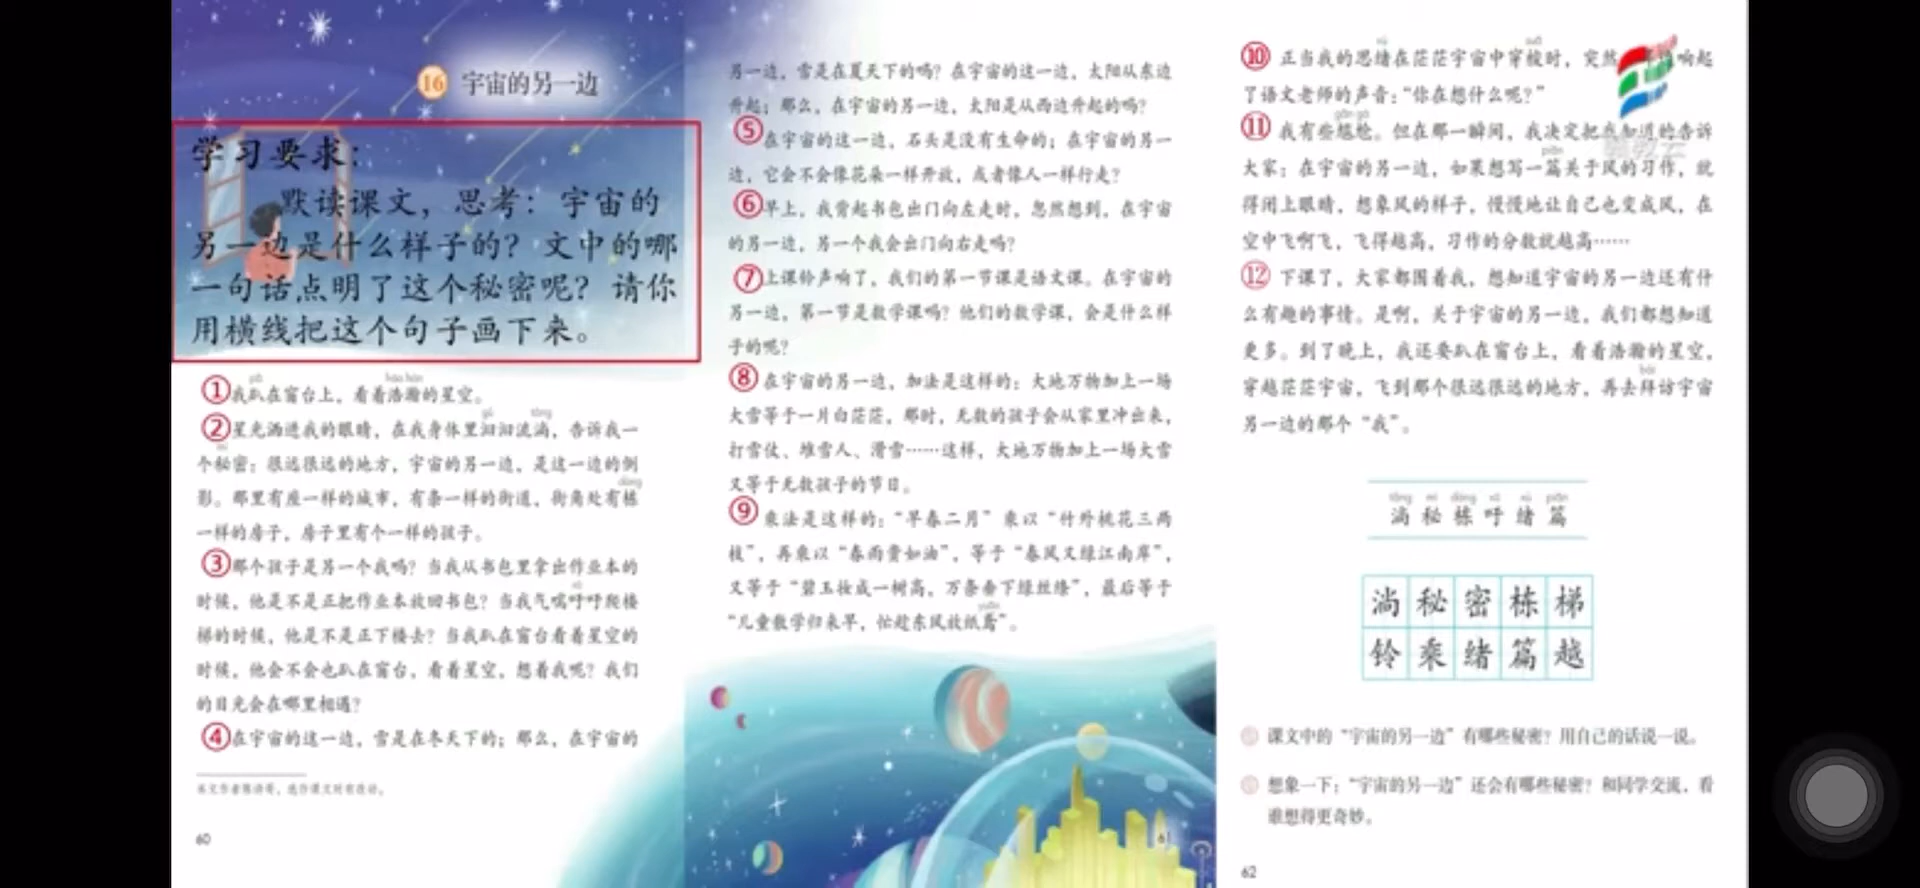 16 宇宙的另一边
学习要求：
默读课文，思考：宇宙的
另一边是什么样子的？文中的哪
一句话点明了这个秘密呢？请你
用横线把这个句子画下来。
pā hào hàn
①我趴在窗台上，看着浩瀚的星空。
gǔ tǎng
②星光洒进我的眼睛，在我身体里汩汩流淌，告诉我一
mì
个秘密：很远很远的地方，宇宙的另一边，是这一边的倒
dòng
影。那里有座一样的城市，有条一样的街道，街角处有栋
一样的房子，房子里有个一样的孩子。
③那个孩子是另一个我吗？当我从书包里拿出作业本的
xū
时候，他是不是正把作业本放回书包？当我气喘吁吁爬楼
梯的时候，他是不是正下楼去？当我趴在窗台看着星空的
时候，他会不会也趴在窗台，看着星空，想着我呢？我们
的目光会在哪里相遇？
④在宇宙的这一边，雪是在冬天下的；那么，在宇宙的
60
另一边，雪是在夏天下的吗？在宇宙的这一边，太阳从东边
升起；那么，在宇宙的另一边，太阳是从西边升起的吗？
⑤在宇宙的这一边，石头是没有生命的；在宇宙的另一
边，它会不会像花朵一样开放，或者像人一样行走？
⑥早上，我背起书包出门向左走时，忽然想到，在宇宙
的另一边，另一个我会出门向右走吗？
⑦上课铃声响了，我们的第一节课是语文课。在宇宙的
另一边，第一节是数学课吗？他们的数学课，会是什么样
子的呢？
⑧在宇宙的另一边，加法是这样的：大地万物加上一场
大雪等于一片白茫茫，那时，无数的孩子会从家里冲出来，
打雪仗、堆雪人、滑雪……这样，大地万物加上一场大雪
又等于无数孩子的节日。
⑨乘法是这样的：“早春二月”乘以“竹外桃花三两
枝”，再乘以“春雨贵如油”，等于“春风又绿江南岸”，
又等于“碧玉妆成一树高，万条垂下绿丝绦”，最后等于
yuān
“儿童散学归来早，忙趁东风放纸鸢”。
61
xù suō
⑩正当我的思绪在茫茫宇宙中穿梭时，突然 响起
了语文老师的声音：“你在想什么呢？”
gān gà
⑪我有些尴尬。但在那一瞬间，我决定把我知道的告诉
piān
大家：在宇宙的另一边，如果想写一篇关于风的习作，就
得闭上眼睛，想象风的样子，慢慢地让自己也变成风，在
空中飞啊飞，飞得越高，习作的分数就越高……
⑫下课了，大家都围着我，想知道宇宙的另一边还有什
么有趣的事情。是啊，关于宇宙的另一边，我们都想知道
更多。到了晚上，我还要趴在窗台上，看着浩瀚的星空，
bài
穿越茫茫宇宙，飞到那个很远很远的地方，再去拜访宇宙
另一边的那个“我”。
tǎng mì dòng xū xù piān
淌 秘 栋 吁 绪 篇
淌 秘 密 栋 梯
铃 乘 绪 篇 越
课文中的“宇宙的另一边”有哪些秘密？用自己的话说一说。
想象一下：“宇宙的另一边”还会有哪些秘密？和同学交流，看
谁想得更奇妙。
62